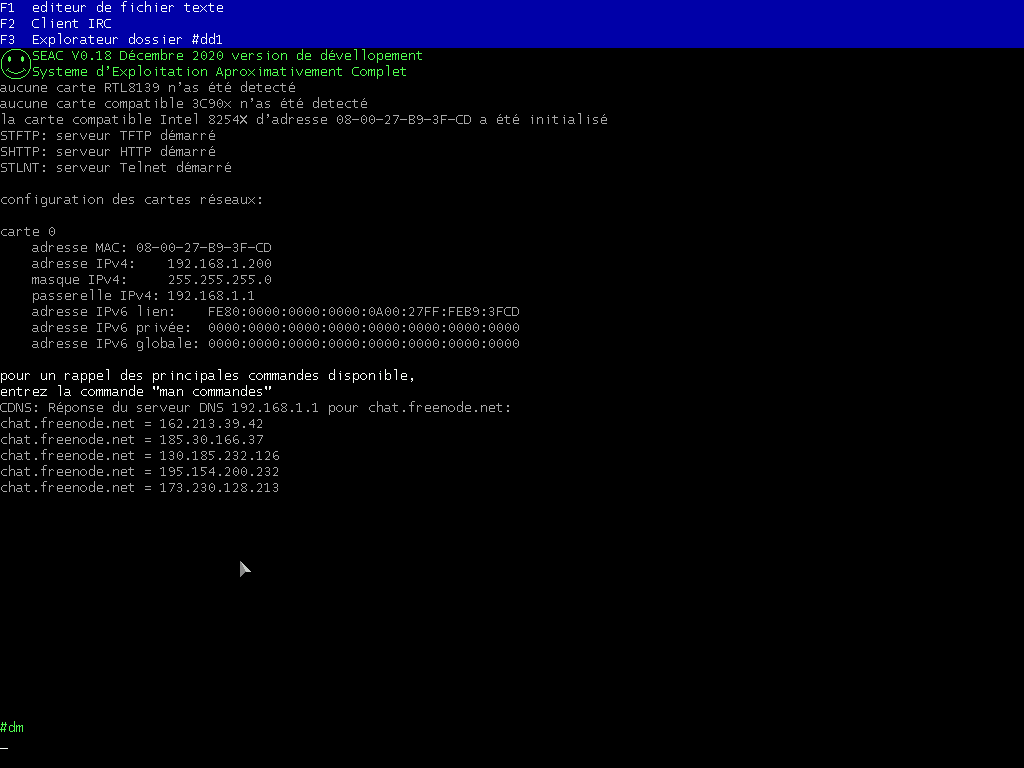 F1  editeur de fichier texte
F2  Client IRC
F3  Explorateur dossier #dd1
SEAC V0.18 Décembre 2020 version de dévellopement
Systeme d'Exploitation Aproximativement Complet
aucune carte RTL8139 n'as été detecté
aucune carte compatible 3C90x n'as été detecté
la carte compatible Intel 8254X d'adresse 08-00-27-B9-3F-CD a été initialisé
STFTP: serveur TFTP démarré
SHTTP: serveur HTTP démarré
STLNT: serveur Telnet démarré
configuration des cartes réseaux:
carte 0
adresse MAC: 08-00-27-B9-3F-CD
adresse IPv4:    192.168.1.200
masque IPv4:     255.255.255.0
passerelle IPv4: 192.168.1.1
adresse IPv6 lien:    FE80:0000:0000:0000:0A00:27FF:FEB9:3FCD
adresse IPv6 privée:  0000:0000:0000:0000:0000:0000:0000:0000
adresse IPv6 globale: 0000:0000:0000:0000:0000:0000:0000:0000
pour un rappel des principales commandes disponible,
entrez la commande "man commandes"
CDNS: Réponse du serveur DNS 192.168.1.1 pour chat.freenode.net:
chat.freenode.net = 162.213.39.42
chat.freenode.net = 185.30.166.37
chat.freenode.net = 130.185.232.126
chat.freenode.net = 195.154.200.232
chat.freenode.net = 173.230.128.213
#dm
_